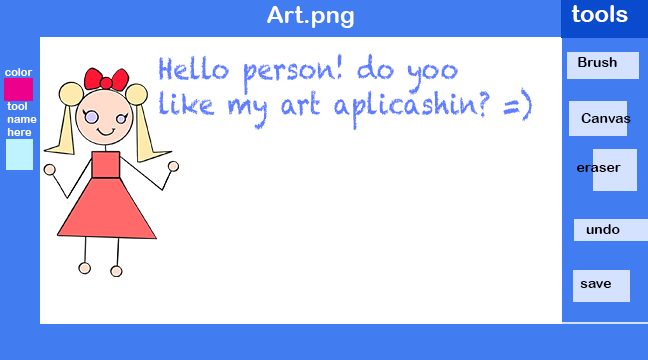 Art.png
tools
color
tool
name
here
Hello person! do yoo
like my art aplicashin? =)
Brush
Canvas
eraser
undo
save